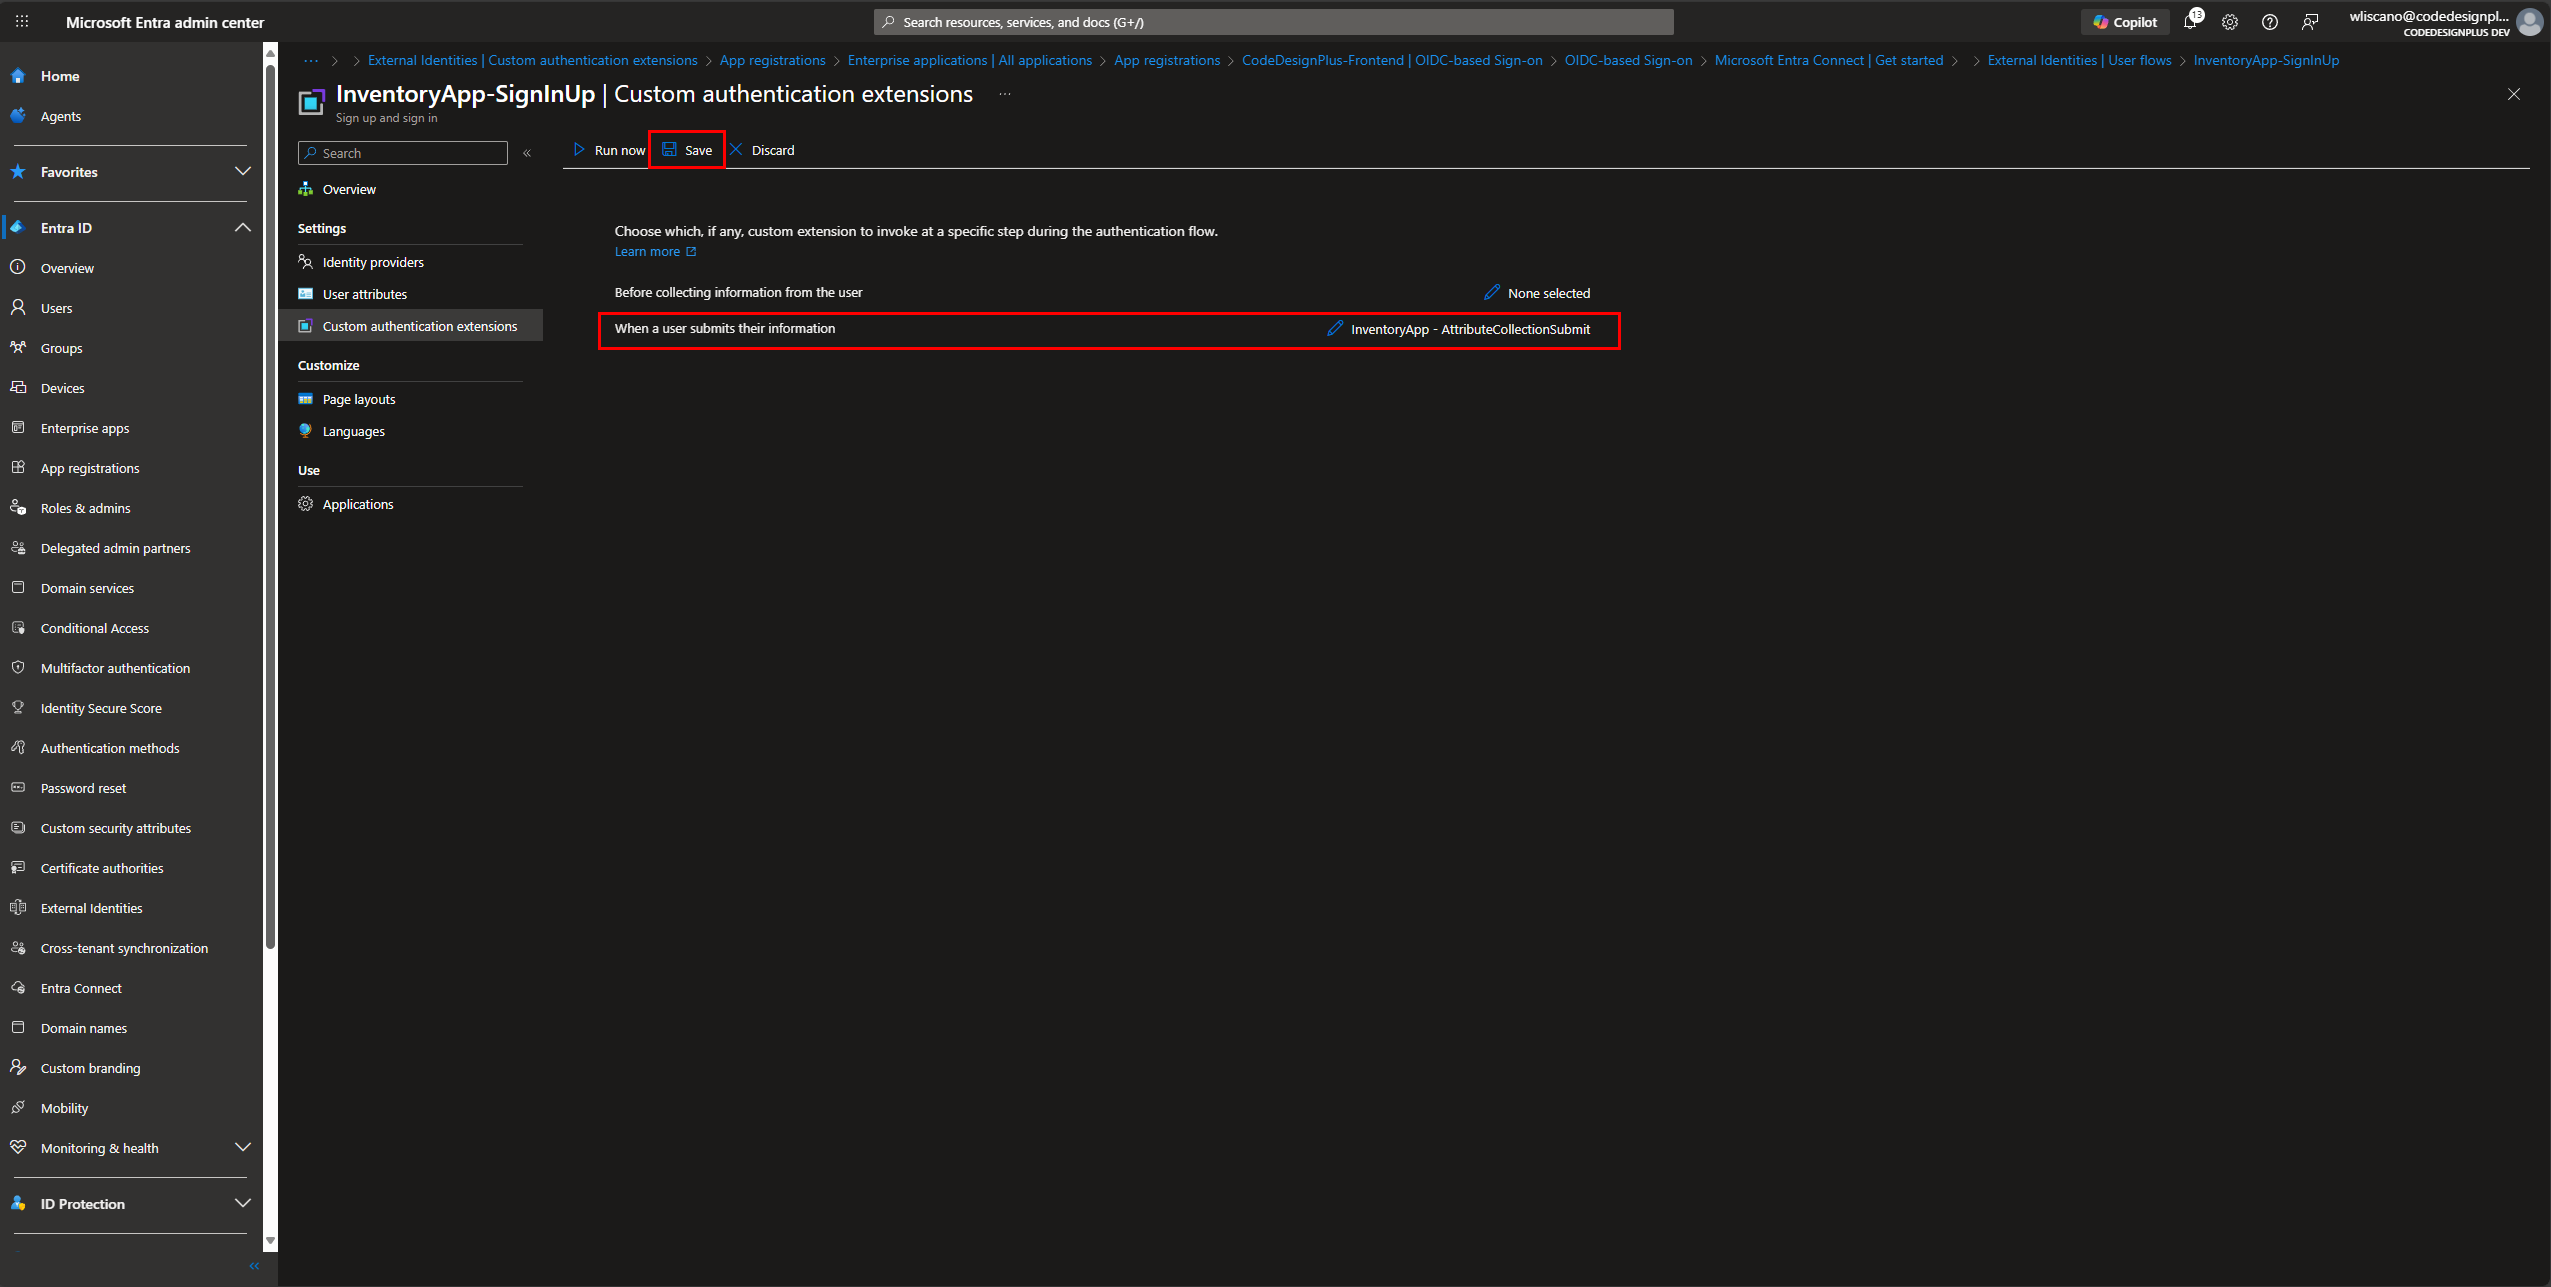 Microsoft Entra admin center
Search resources, services, and docs (G+/)
Copilot
13
wliscano@codedesignpl...
CODEDESIGNPLUS DEV
Home
Agents
Favorites
Entra ID
Overview
Users
Groups
Devices
Enterprise apps
App registrations
Roles & admins
Delegated admin partners
Domain services
Conditional Access
Multifactor authentication
Identity Secure Score
Authentication methods
Password reset
Custom security attributes
Certificate authorities
External Identities
Cross-tenant synchronization
Entra Connect
Domain names
Custom branding
Mobility
Monitoring & health
ID Protection
... > > External Identities | Custom authentication extensions > App registrations > Enterprise applications | All applications > App registrations > CodeDesignPlus-Frontend | OIDC-based Sign-on > OIDC-based Sign-on > Microsoft Entra Connect | Get started > > External Identities | User flows > InventoryApp-SignInUp
InventoryApp-SignInUp | Custom authentication extensions ...
Sign up and sign in
Search
Overview
Settings
Identity providers
User attributes
Custom authentication extensions
Customize
Page layouts
Languages
Use
Applications
Run now Save Discard
Choose which, if any, custom extension to invoke at a specific step during the authentication flow.
Learn more
Before collecting information from the user None selected
When a user submits their information InventoryApp - AttributeCollectionSubmit